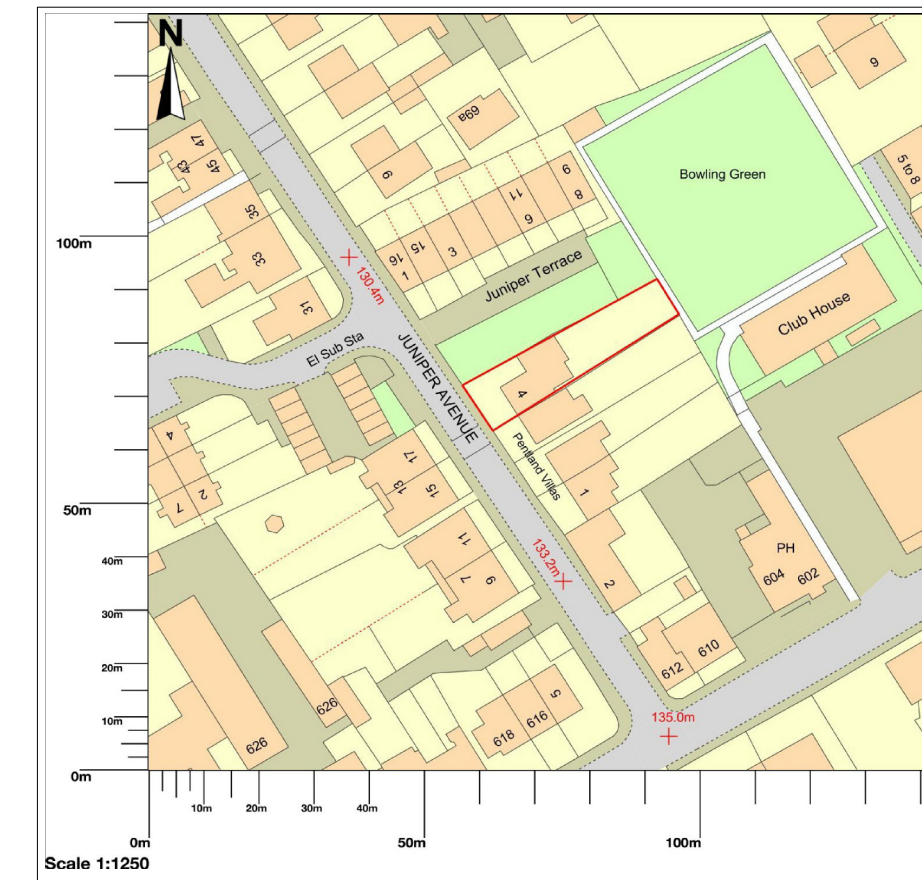 N
47
45
43
35
33
31
9
69a
6
5 to 8
Bowling Green
9
8
11
6
3
15
16
1
100m
130.4m
Juniper Terrace
El Sub Sta
JUNIPER AVENUE
Club House
4
4
2
7
17
15
13
Pentland Villas
1
50m
11
9
7
133.2m
2
PH
604
602
40m
30m
20m
10m
0m
612
610
626
626
618
616
5
135.0m
10m
20m
30m
40m
0m
50m
100m
Scale 1:1250